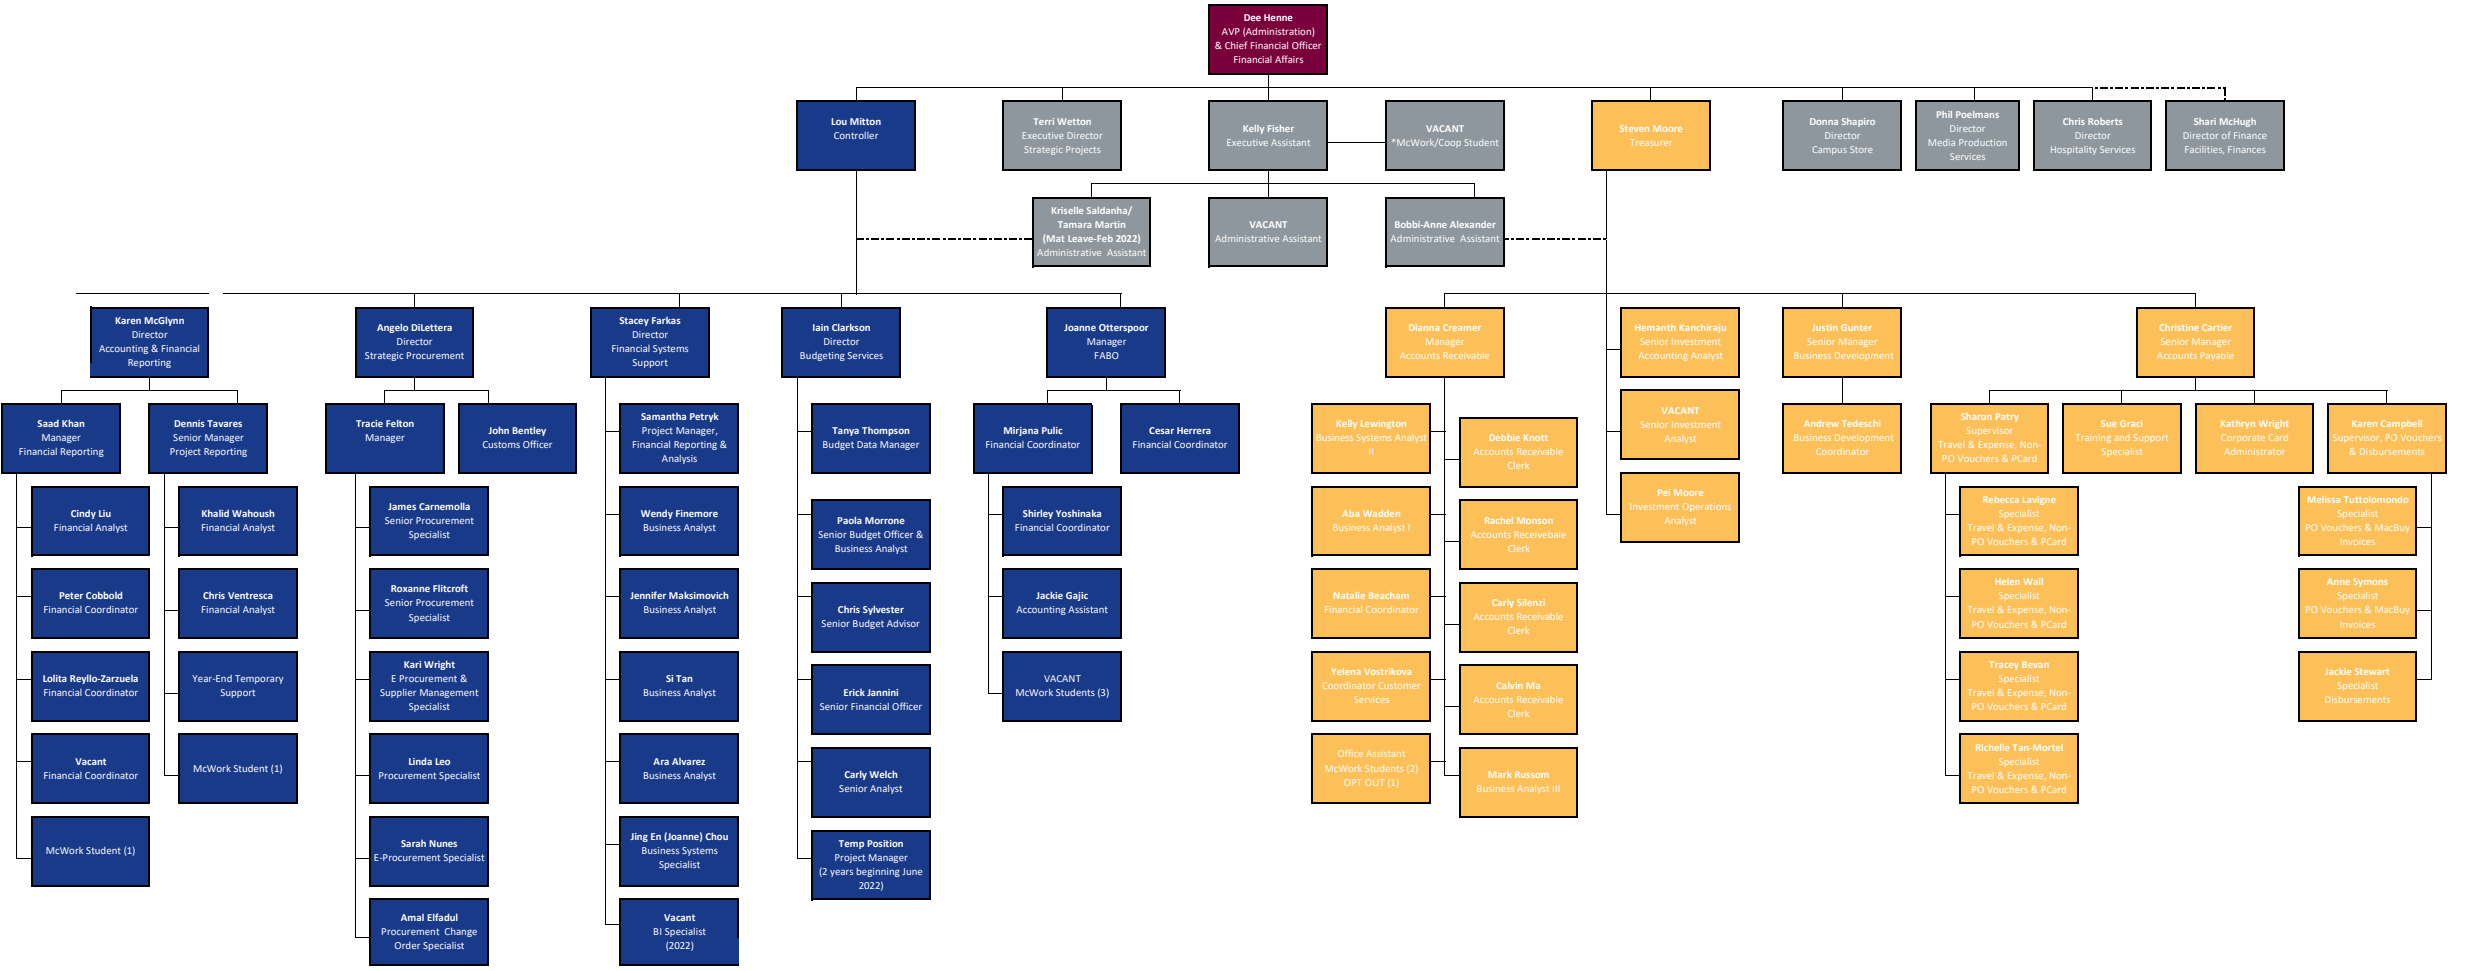 Dee Henne
AVP (Administration)
& Chief Financial Officer
Financial Affairs
Lou Mitton
Controller
Terri Wetton
Executive Director
Strategic Projects
Kelly Fisher
Executive Assistant
VACANT
*McWork/Coop Student
Steven Moore
Treasurer
Donna Shapiro
Director
Campus Store
Phil Poelmans
Director
Media Production
Services
Chris Roberts
Director
Hospitality Services
Shari McHugh
Director of Finance
Facilities, Finances
Kriselle Saldanha/
Tamara Martin
(Mat Leave-Feb 2022)
Administrative Assistant
VACANT
Administrative Assistant
Bobbi-Anne Alexander
Administrative Assistant
Karen McGlynn
Director
Accounting & Financial
Reporting
Angelo DiLettera
Director
Strategic Procurement
Stacey Farkas
Director
Financial Systems
Support
Iain Clarkson
Director
Budgeting Services
Joanne Otterspoor
Manager
FABO
Dianna Creamer
Manager
Accounts Receivable
Hemanth Kanchiraju
Senior Investment
Accounting Analyst
Justin Gunter
Senior Manager
Business Development
Christine Cartier
Senior Manager
Accounts Payable
Saad Khan
Manager
Financial Reporting
Dennis Tavares
Senior Manager
Project Reporting
Tracie Felton
Manager
John Bentley
Customs Officer
Samantha Petryk
Project Manager,
Financial Reporting &
Analysis
Tanya Thompson
Budget Data Manager
Mirjana Pulic
Financial Coordinator
Cesar Herrera
Financial Coordinator
Kelly Lewington
Business Systems Analyst
II
Debbie Knott
Accounts Receivable
Clerk
VACANT
Senior Investment
Analyst
Andrew Tedeschi
Business Development
Coordinator
Sharon Patry
Supervisor
Travel & Expense, Non-
PO Vouchers & PCard
Sue Graci
Training and Support
Specialist
Kathryn Wright
Corporate Card
Administrator
Karen Campbell
Supervisor, PO Vouchers
& Disbursements
Cindy Liu
Financial Analyst
Khalid Wahoush
Financial Analyst
James Carnemolla
Senior Procurement
Specialist
Wendy Finemore
Business Analyst
Paola Morrone
Senior Budget Officer &
Business Analyst
Shirley Yoshinaka
Financial Coordinator
Aba Wadden
Business Analyst I
Rachel Monson
Accounts Receivebale
Clerk
Pei Moore
Investment Operations
Analyst
Rebecca Lavigne
Specialist
Travel & Expense, Non-
PO Vouchers & PCard
Melissa Tuttolomondo
Specialist
PO Vouchers & MacBuy
Invoices
Peter Cobbold
Financial Coordinator
Chris Ventresca
Financial Analyst
Roxanne Flitcroft
Senior Procurement
Specialist
Jennifer Maksimovich
Business Analyst
Chris Sylvester
Senior Budget Advisor
Jackie Gajic
Accounting Assistant
Natalie Beacham
Financial Coordinator
Carly Silenzi
Accounts Receivable
Clerk
Helen Wall
Specialist
Travel & Expense, Non-
PO Vouchers & PCard
Anne Symons
Specialist
PO Vouchers & MacBuy
Invoices
Lolita Reyllo-Zarzuela
Financial Coordinator
Year-End Temporary
Support
Kari Wright
E Procurement &
Supplier Management
Specialist
Si Tan
Business Analyst
Erick Jannini
Senior Financial Officer
VACANT
McWork Students (3)
Yelena Vostrikova
Coordinator Customer
Services
Calvin Ma
Accounts Receivable
Clerk
Tracey Bevan
Specialist
Travel & Expense, Non-
PO Vouchers & PCard
Jackie Stewart
Specialist
Disbursements
Vacant
Financial Coordinator
McWork Student (1)
Linda Leo
Procurement Specialist
Ara Alvarez
Business Analyst
Carly Welch
Senior Analyst
Office Assistant
McWork Students (2)
OPT OUT (1)
Mark Russom
Business Analyst III
Richelle Tan-Mortel
Specialist
Travel & Expense, Non-
PO Vouchers & PCard
McWork Student (1)
Sarah Nunes
E-Procurement Specialist
Jing En (Joanne) Chou
Business Systems
Specialist
Temp Position
Project Manager
(2 years beginning June
2022)
Amal Elfadul
Procurement Change
Order Specialist
Vacant
BI Specialist
(2022)